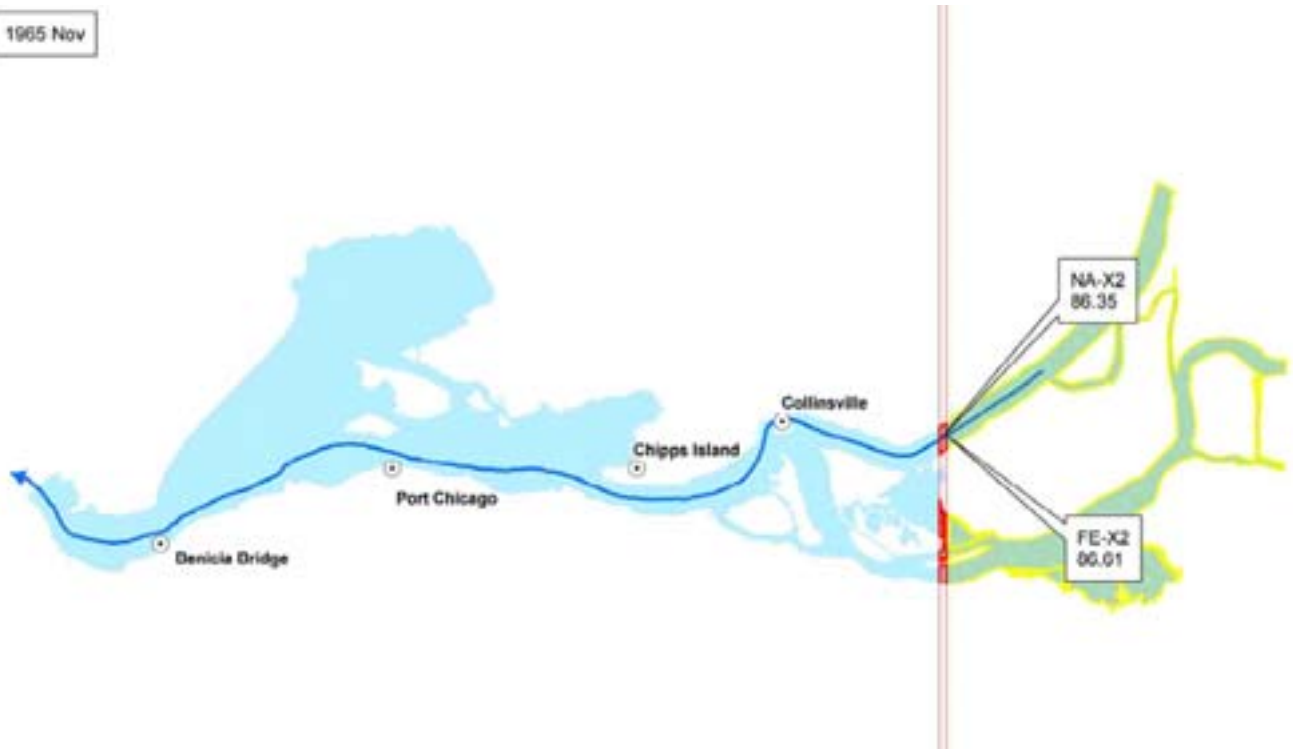 1965 Nov
NA-X2
86.35
Collinsville
Chipps Island
Port Chicago
Benicia Bridge
FE-X2
86.01